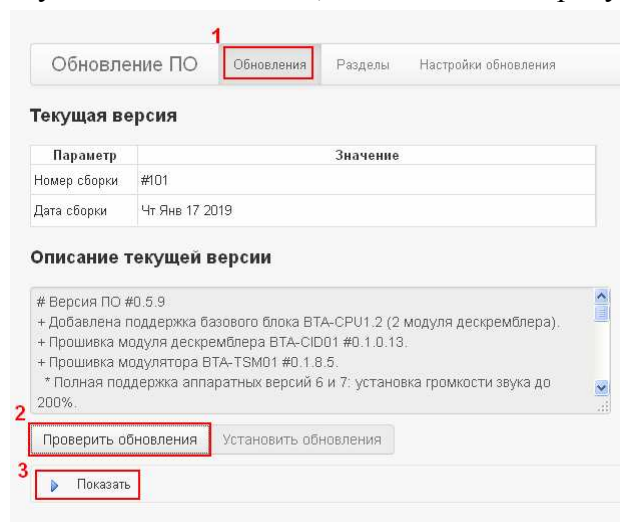 1
Обновление ПО Обновления Разделы Настройки обновления
Текущая версия
Параметр Значение
Номер сборки #101
Дата сборки Чт Янв 17 2019
Описание текущей версии
# Версия ПО #0.5.9
+ Добавлена поддержка базового блока BTA-CPU1.2 (2 модуля дескремблера).
+ Прошивка модуля дескремблера BTA-CID01 #0.1.0.13.
+ Прошивка модулятора BTA-TSM01 #0.1.8.5.
* Полная поддержка аппаратных версий 6 и 7: установка громкости звука до
200%.
2
Проверить обновления Установить обновления
3
Показать